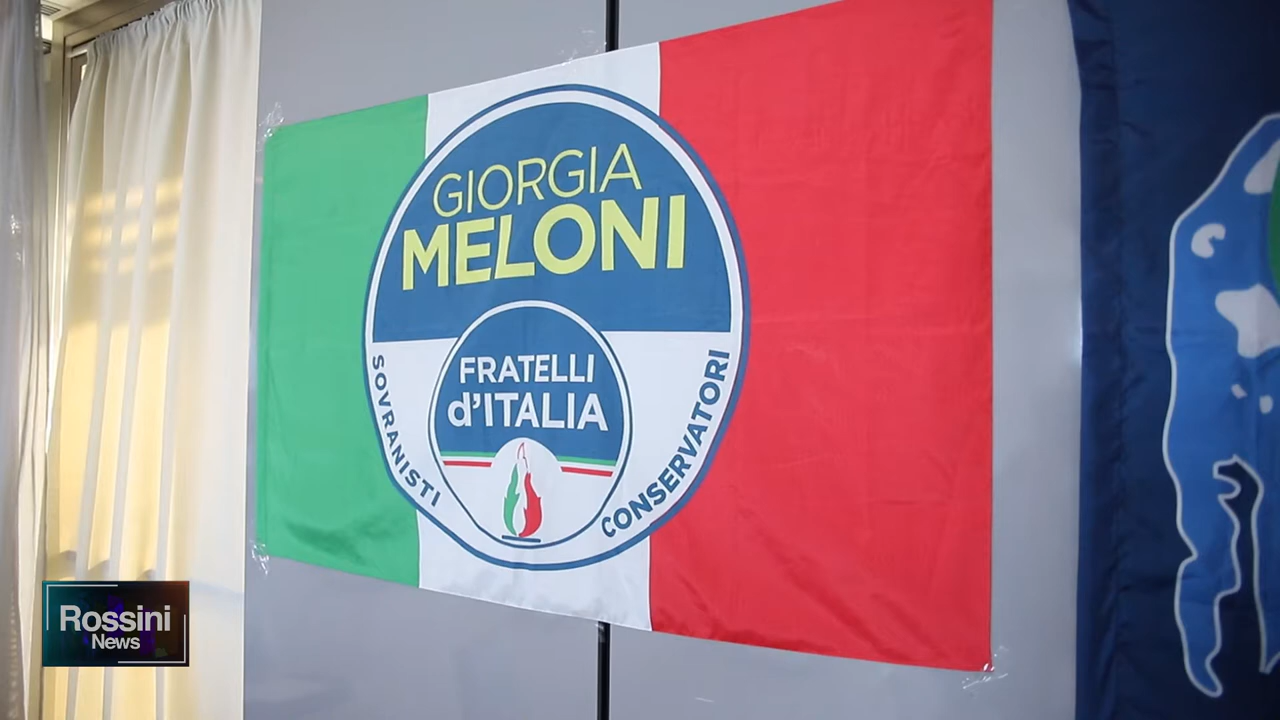 GIORGIA
MELONI
FRATELLI
d'ITALIA
SOVRANISTI
CONSERVATORI
Rossini
News